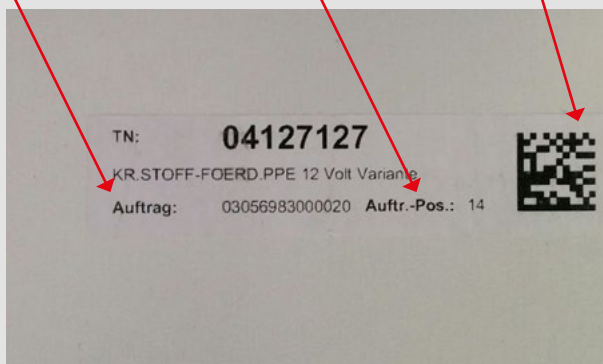 TN: 04127127
KR.STOFF-FOERD.PPE 12 Volt Variante
Auftrag: 03056983000020 Auftr.-Pos.: 14